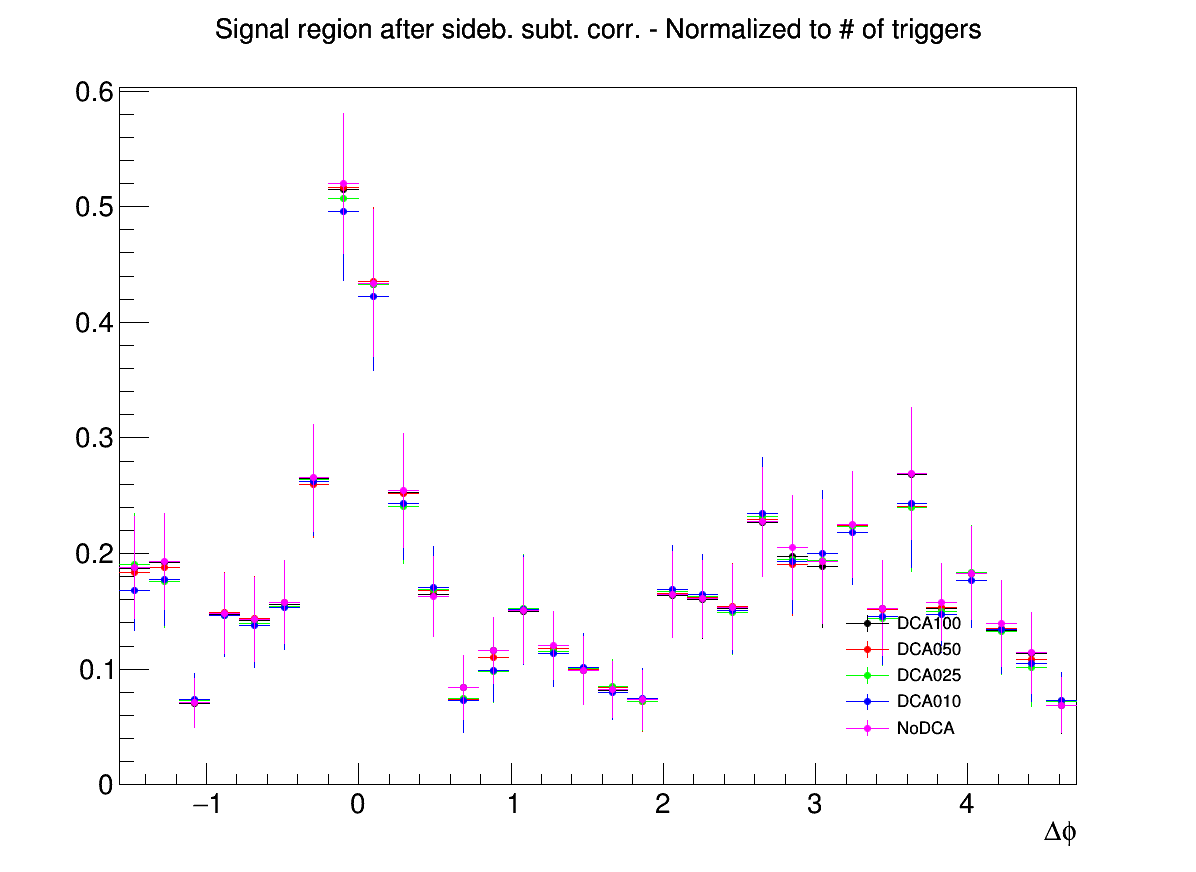 Signal region after sideb. subt. corr. - Normalized to # of triggers
0.6
0.5
0.4
0.3
0.2
0.1
0
−1
0
1
2
3
4
Δϕ
DCA100
DCA050
DCA025
DCA010
NoDCA